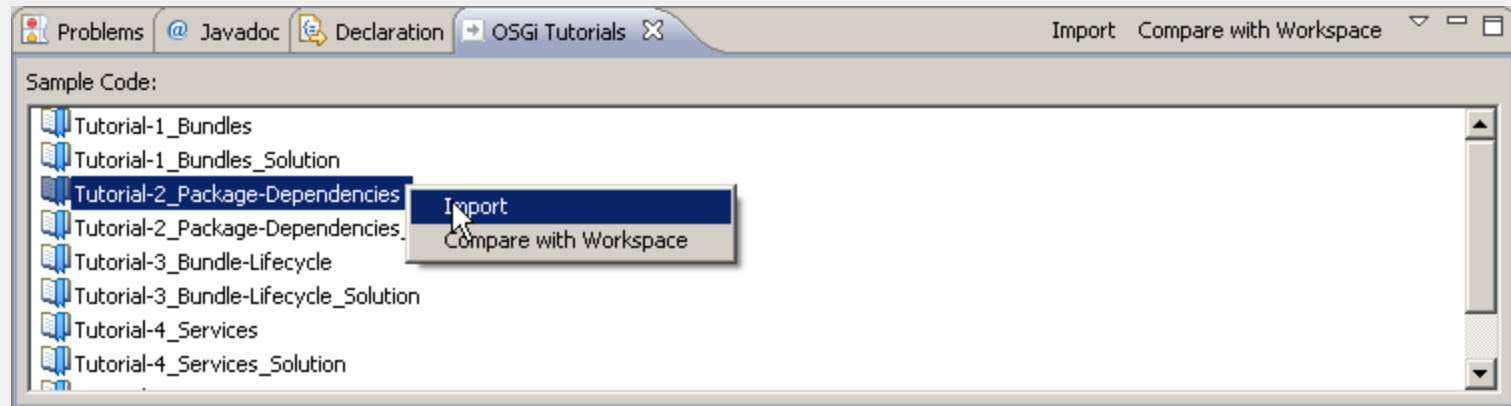 Problems @ Javadoc Declaration OSGi Tutorials Import Compare with Workspace
Sample Code:
Tutorial-1_Bundles
Tutorial-1_Bundles_Solution
Tutorial-2_Package-Dependencies
Import
Tutorial-2_Package-Dependencies_
Compare with Workspace
Tutorial-3_Bundle-Lifecycle
Tutorial-3_Bundle-Lifecycle_Solution
Tutorial-4_Services
Tutorial-4_Services_Solution